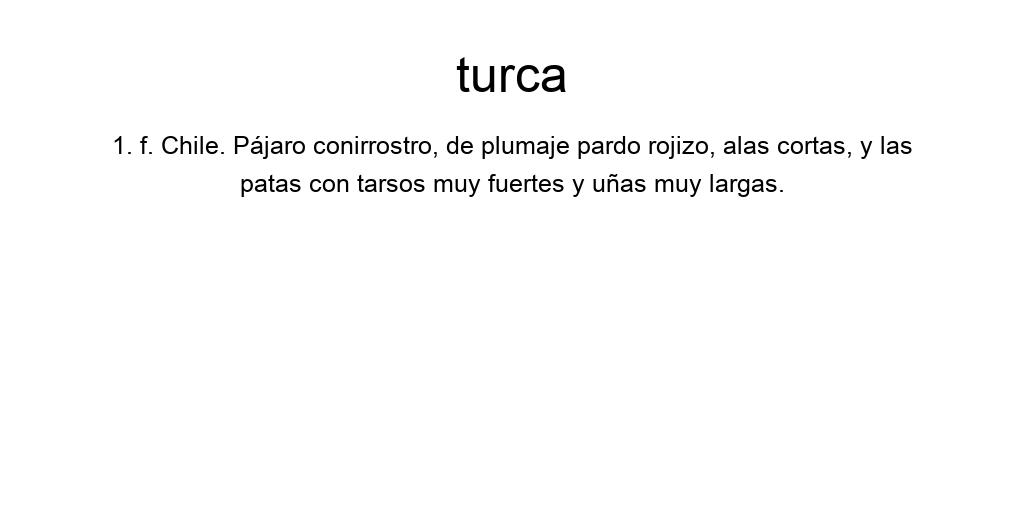 turca
1. f. Chile. Pájaro conirrostro, de plumaje pardo rojizo, alas cortas, y las
patas con tarsos muy fuertes y uñas muy largas.